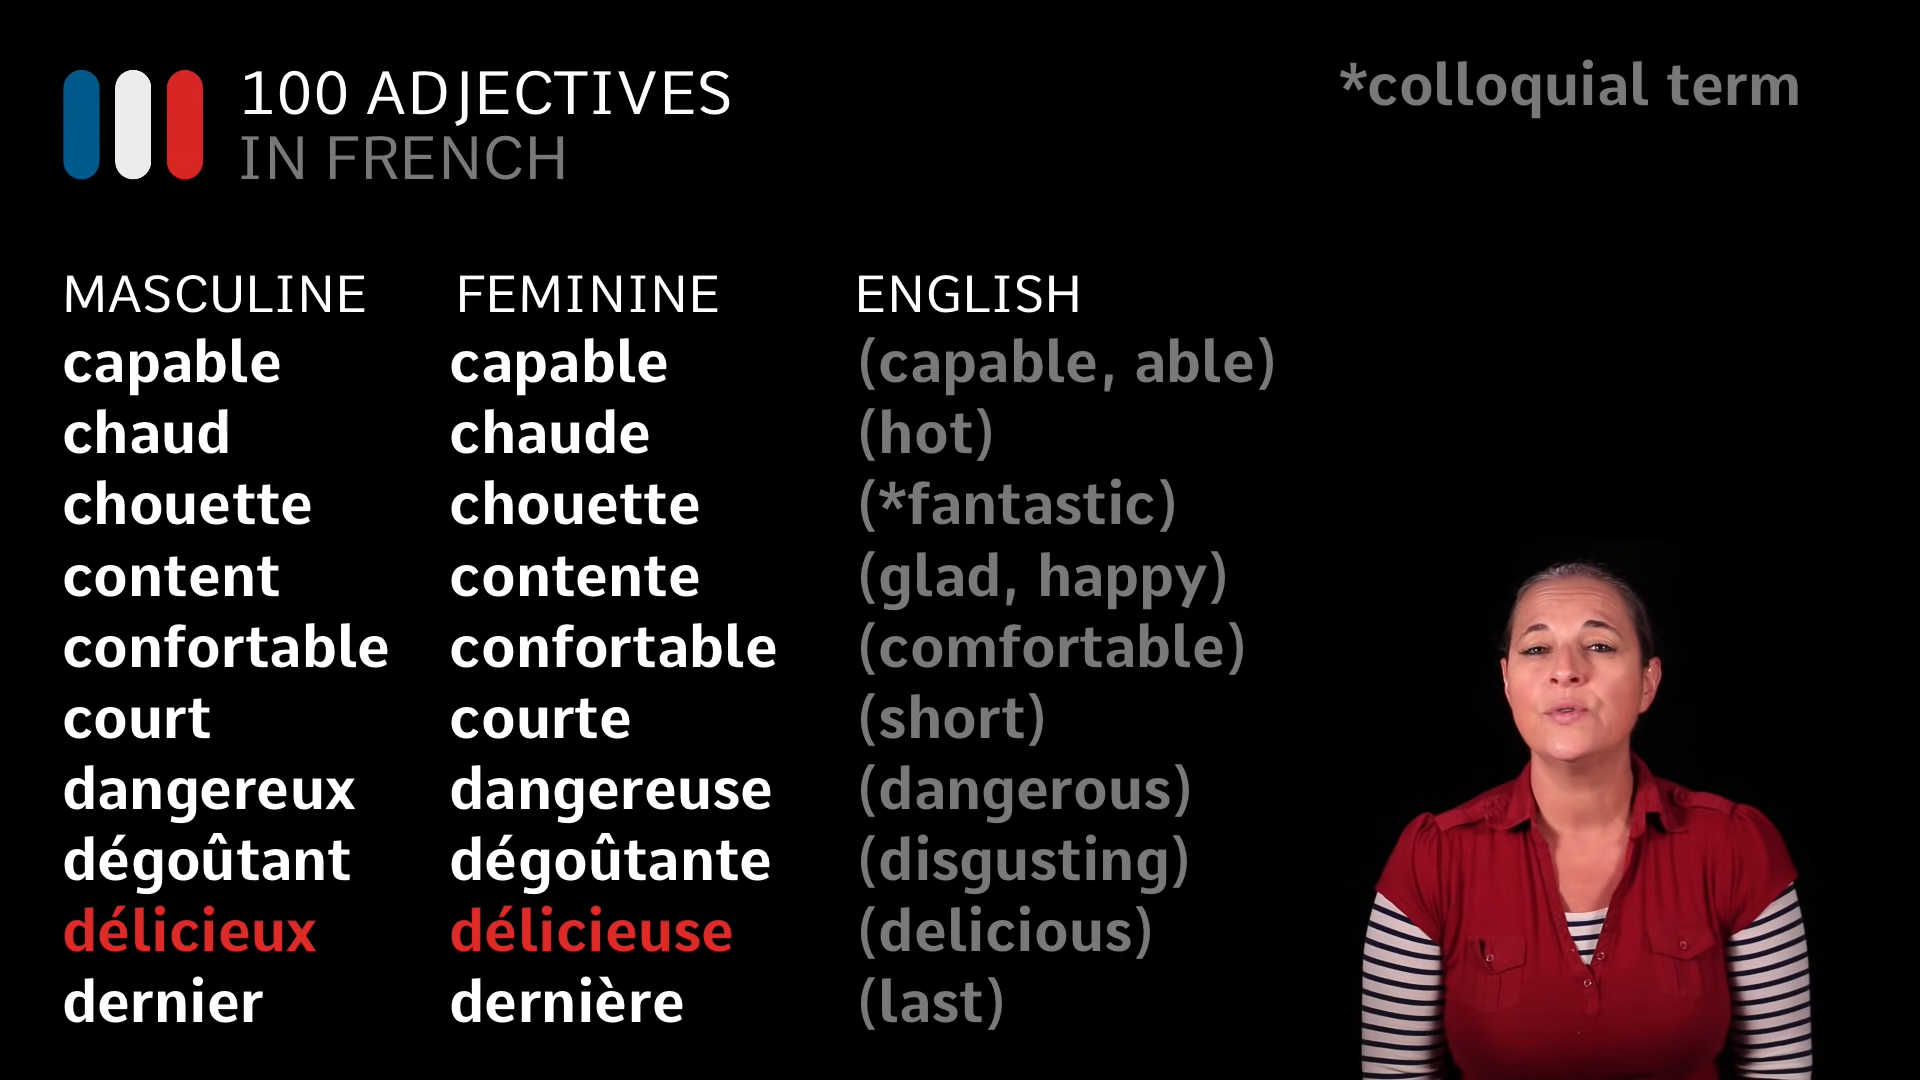 100 ADJECTIVES
IN FRENCH
*colloquial term
MASCULINE FEMININE ENGLISH
capable capable (capable, able)
chaud chaude (hot)
chouette chouette (*fantastic)
content contente (glad, happy)
confortable confortable (comfortable)
court courte (short)
dangereux dangereuse (dangerous)
dégoûtant dégoûtante (disgusting)
délicieux délicieuse (delicious)
dernier dernière (last)